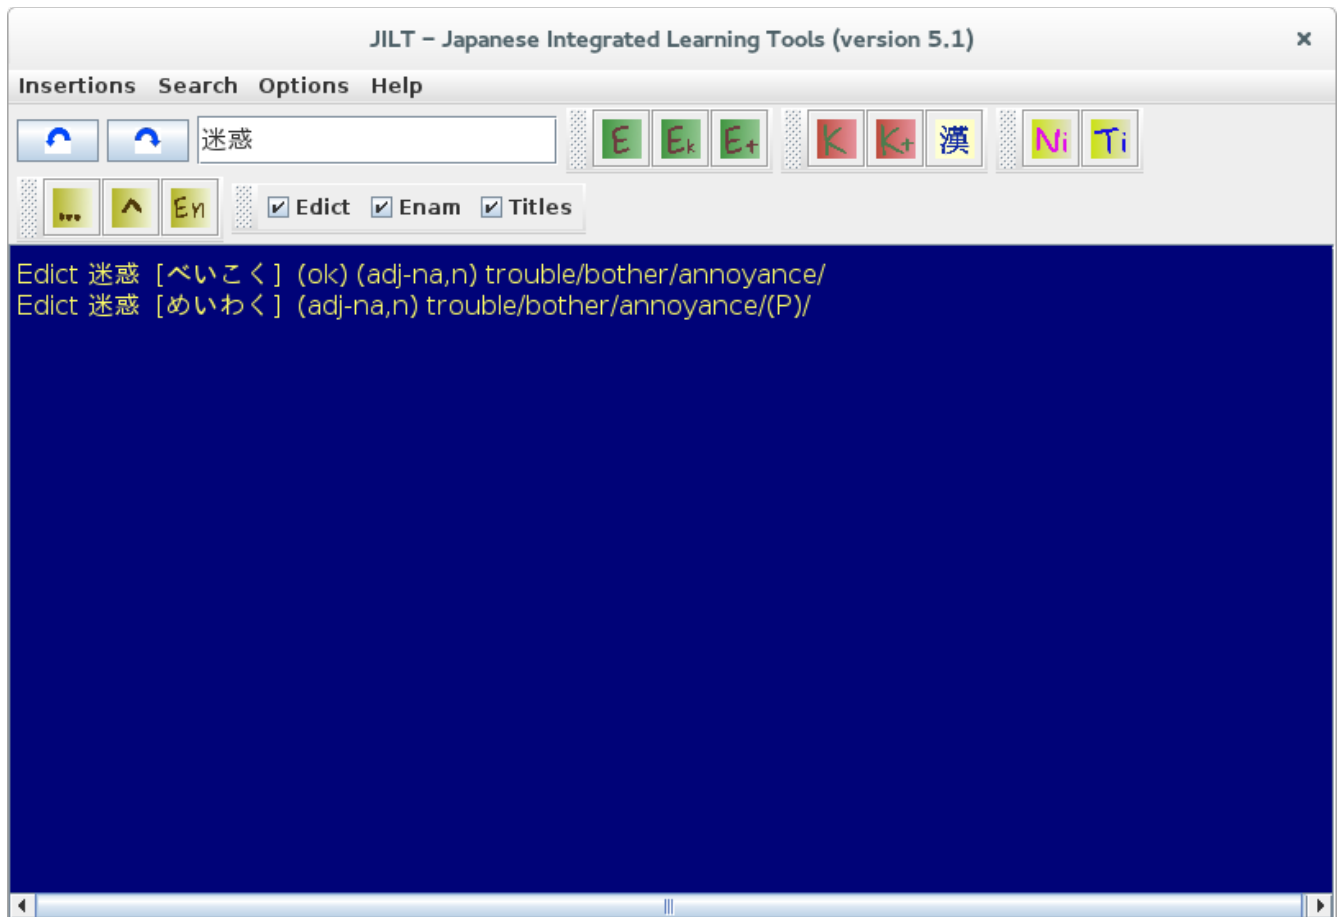 JILT – Japanese Integrated Learning Tools (version 5.1)
Insertions Search Options Help
迷惑 E Ek E+ K K+ 漢 Ni Ti
... ^ En Edict Enam Titles
Edict 迷惑 [べいこく] (ok) (adj-na,n) trouble/bother/annoyance/
Edict 迷惑 [めいわく] (adj-na,n) trouble/bother/annoyance/(P)/